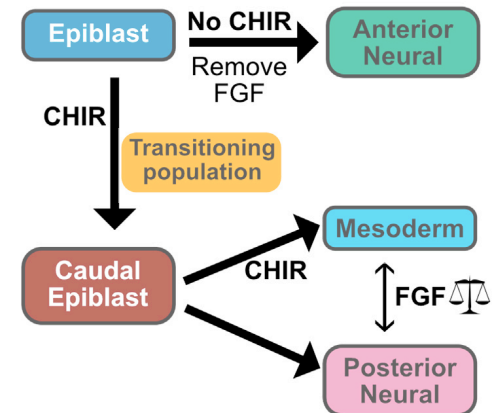 Epiblast
No CHIR
Remove
FGF
Anterior
Neural
CHIR
Transitioning
population
Caudal
Epiblast
CHIR
Mesoderm
FGF
Posterior
Neural